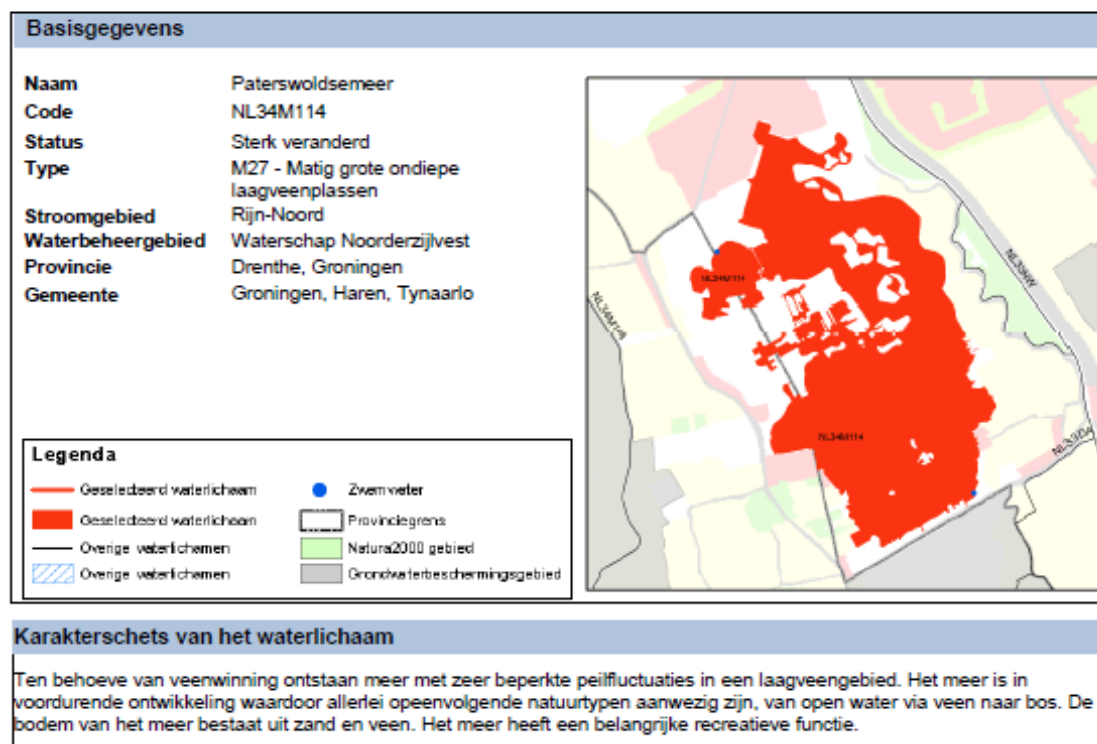 Basisgegevens
Naam Paterswoldsemeer
Code NL34M114
Status Sterk veranderd
Type M27 - Matig grote ondiepe
laagveenplassen
Stroomgebied Rijn-Noord
Waterbeheergebied Waterschap Noorderzijlvest
Provincie Drenthe, Groningen
Gemeente Groningen, Haren, Tynaarlo
NL34M114
NL34M114
Legenda
Geselecteerd waterlichaam Zwemwater
Geselecteerd waterlichaam Provinciegrens
Overige waterlichamen Natura2000 gebied
Overige waterlichamen Grondwaterbeschermingsgebied
Karakterschets van het waterlichaam
Ten behoeve van veenwinning ontstaan meer met zeer beperkte peilfluctuaties in een laagveengebied. Het meer is in
voordurende ontwikkeling waardoor allerlei opeenvolgende natuurtypen aanwezig zijn, van open water via veen naar bos. De
bodem van het meer bestaat uit zand en veen. Het meer heeft een belangrijke recreatieve functie.